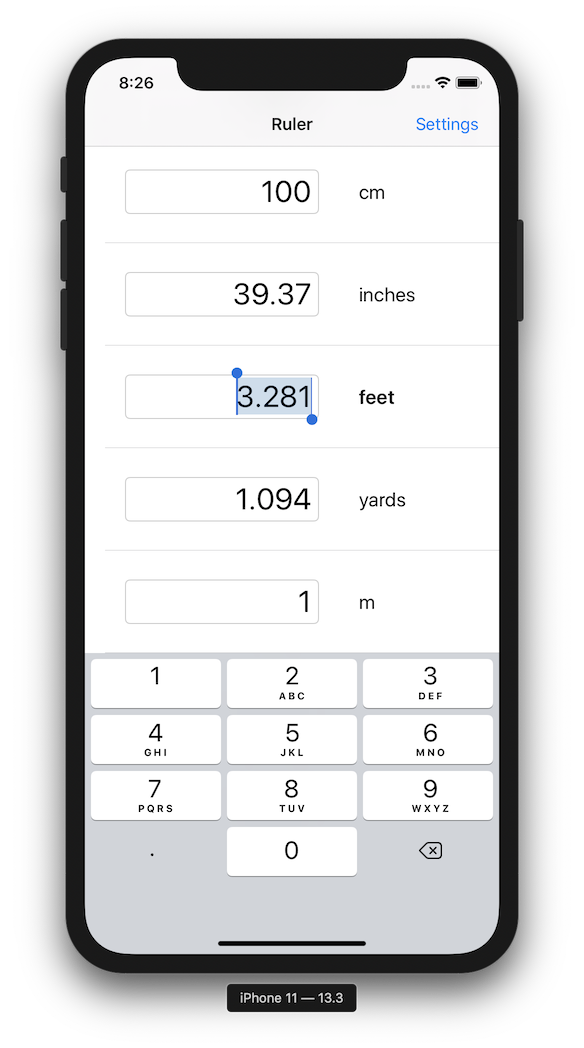 8:26
Ruler Settings
100 cm
39.37 inches
3.281 feet
1.094 yards
1 m
1 2 3
ABC DEF
4 5 6
GHI JKL MNO
7 8 9
PQRS TUV WXYZ
. 0
iPhone 11 — 13.3